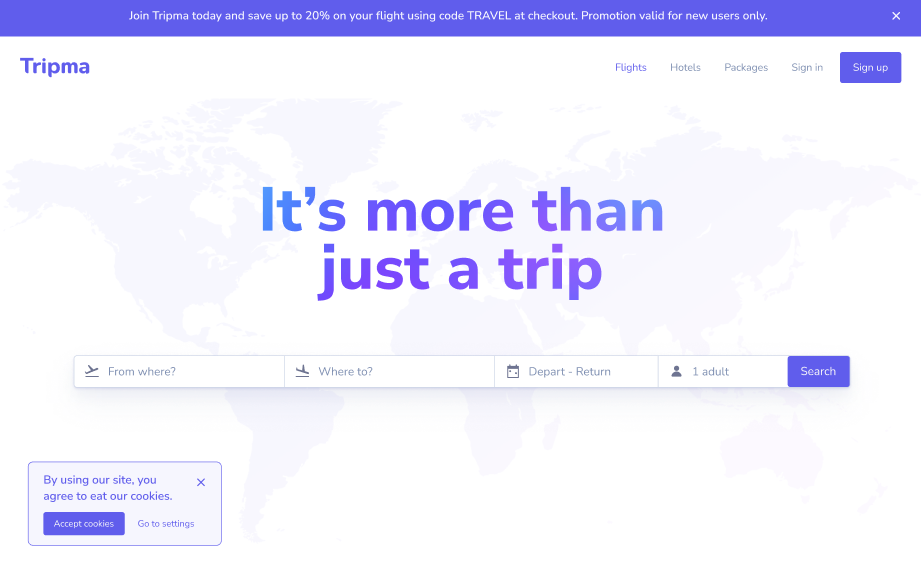 Join Tripma today and save up to 20% on your flight using code TRAVEL at checkout. Promotion valid for new users only.
Tripma
Flights
Hotels
Packages
Sign in
Sign up
It’s more than
just a trip
From where?
Where to?
Depart - Return
1 adult
Search
By using our site, you
agree to eat our cookies.
Accept cookies
Go to settings